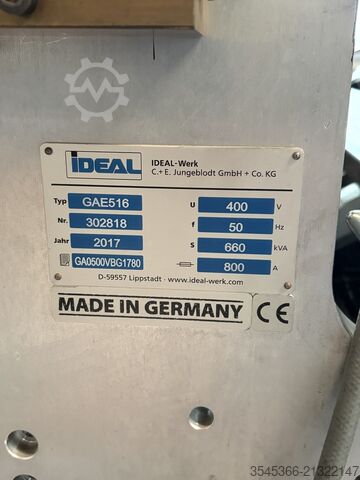 IDEAL
IDEAL-Werk
C.+E. Jungeblodt GmbH + Co. KG
Typ GAE516 U 400 V
Nr. 302818 f 50 Hz
Jahr 2017 S 660 kVA
GA0500VBG1780 800 A
D-59557 Lippstadt · www.ideal-werk.com
MADE IN GERMANY CE
3545366-21322147